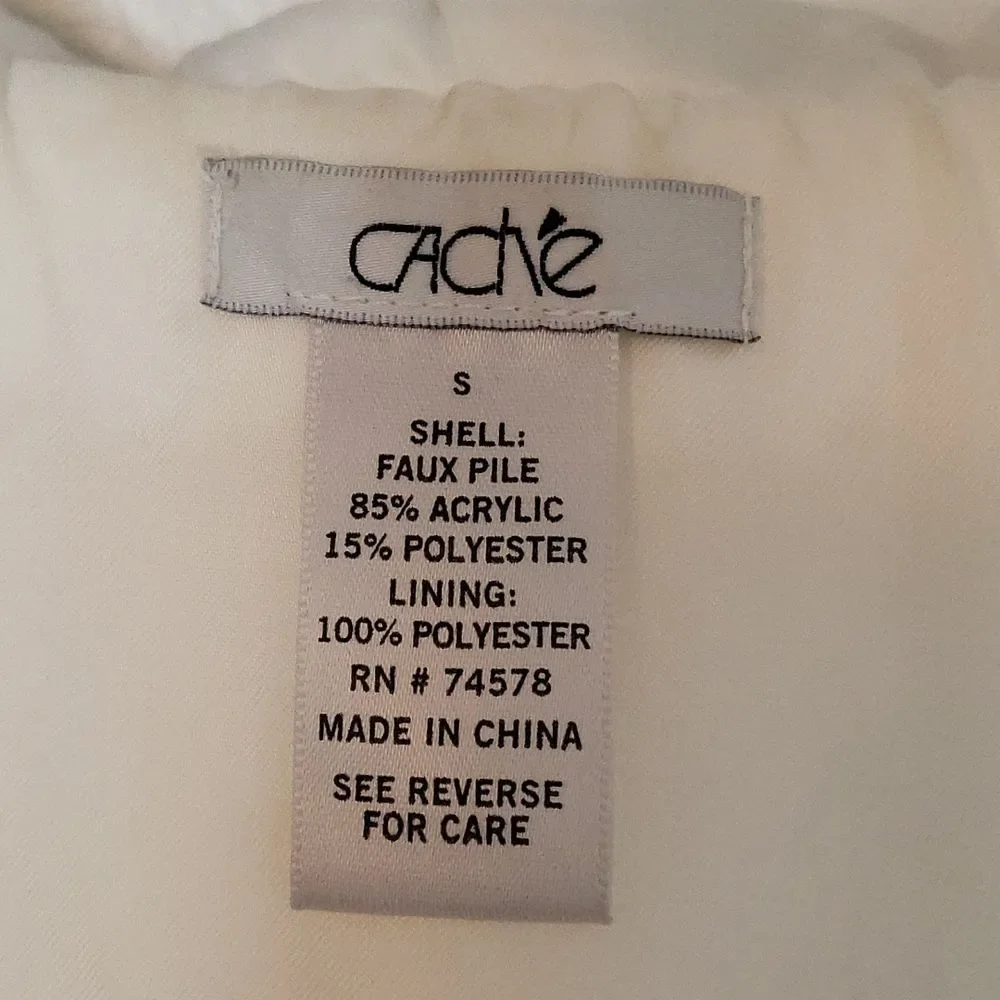 CACHÉ
S
SHELL:
FAUX PILE
85% ACRYLIC
15% POLYESTER
LINING:
100% POLYESTER
RN # 74578
MADE IN CHINA
SEE REVERSE
FOR CARE